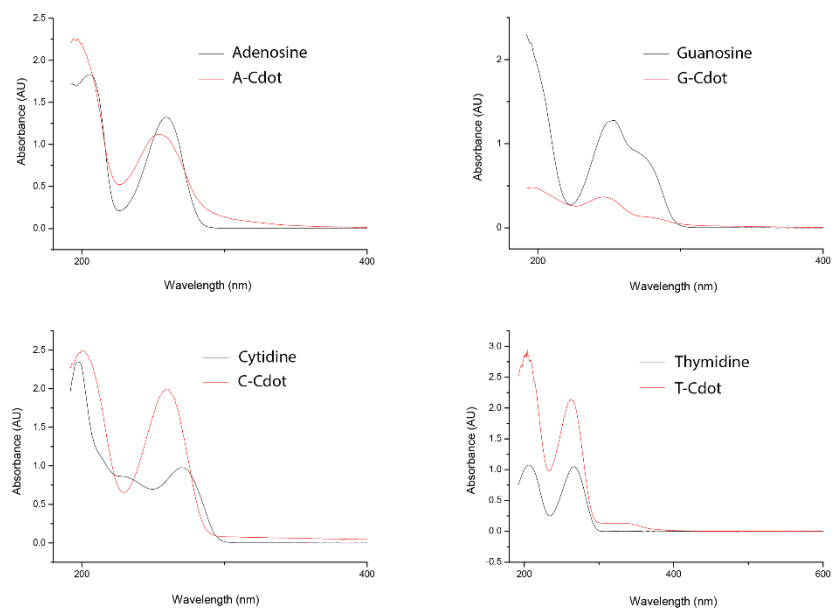 2.5
2.0
1.5
1.0
0.5
0.0
Absorbance (AU)
Adenosine
A-Cdot
200
400
Wavelength (nm)
2
1
0
Absorbance (AU)
Guanosine
G-Cdot
200
400
Wavelength (nm)
2.5
2.0
1.5
1.0
0.5
0.0
Absorbance (AU)
Cytidine
C-Cdot
200
400
Wavelength (nm)
3.0
2.5
2.0
1.5
1.0
0.5
0.0
-0.5
Absorbance (AU)
Thymidine
T-Cdot
200
400
600
Wavelength (nm)